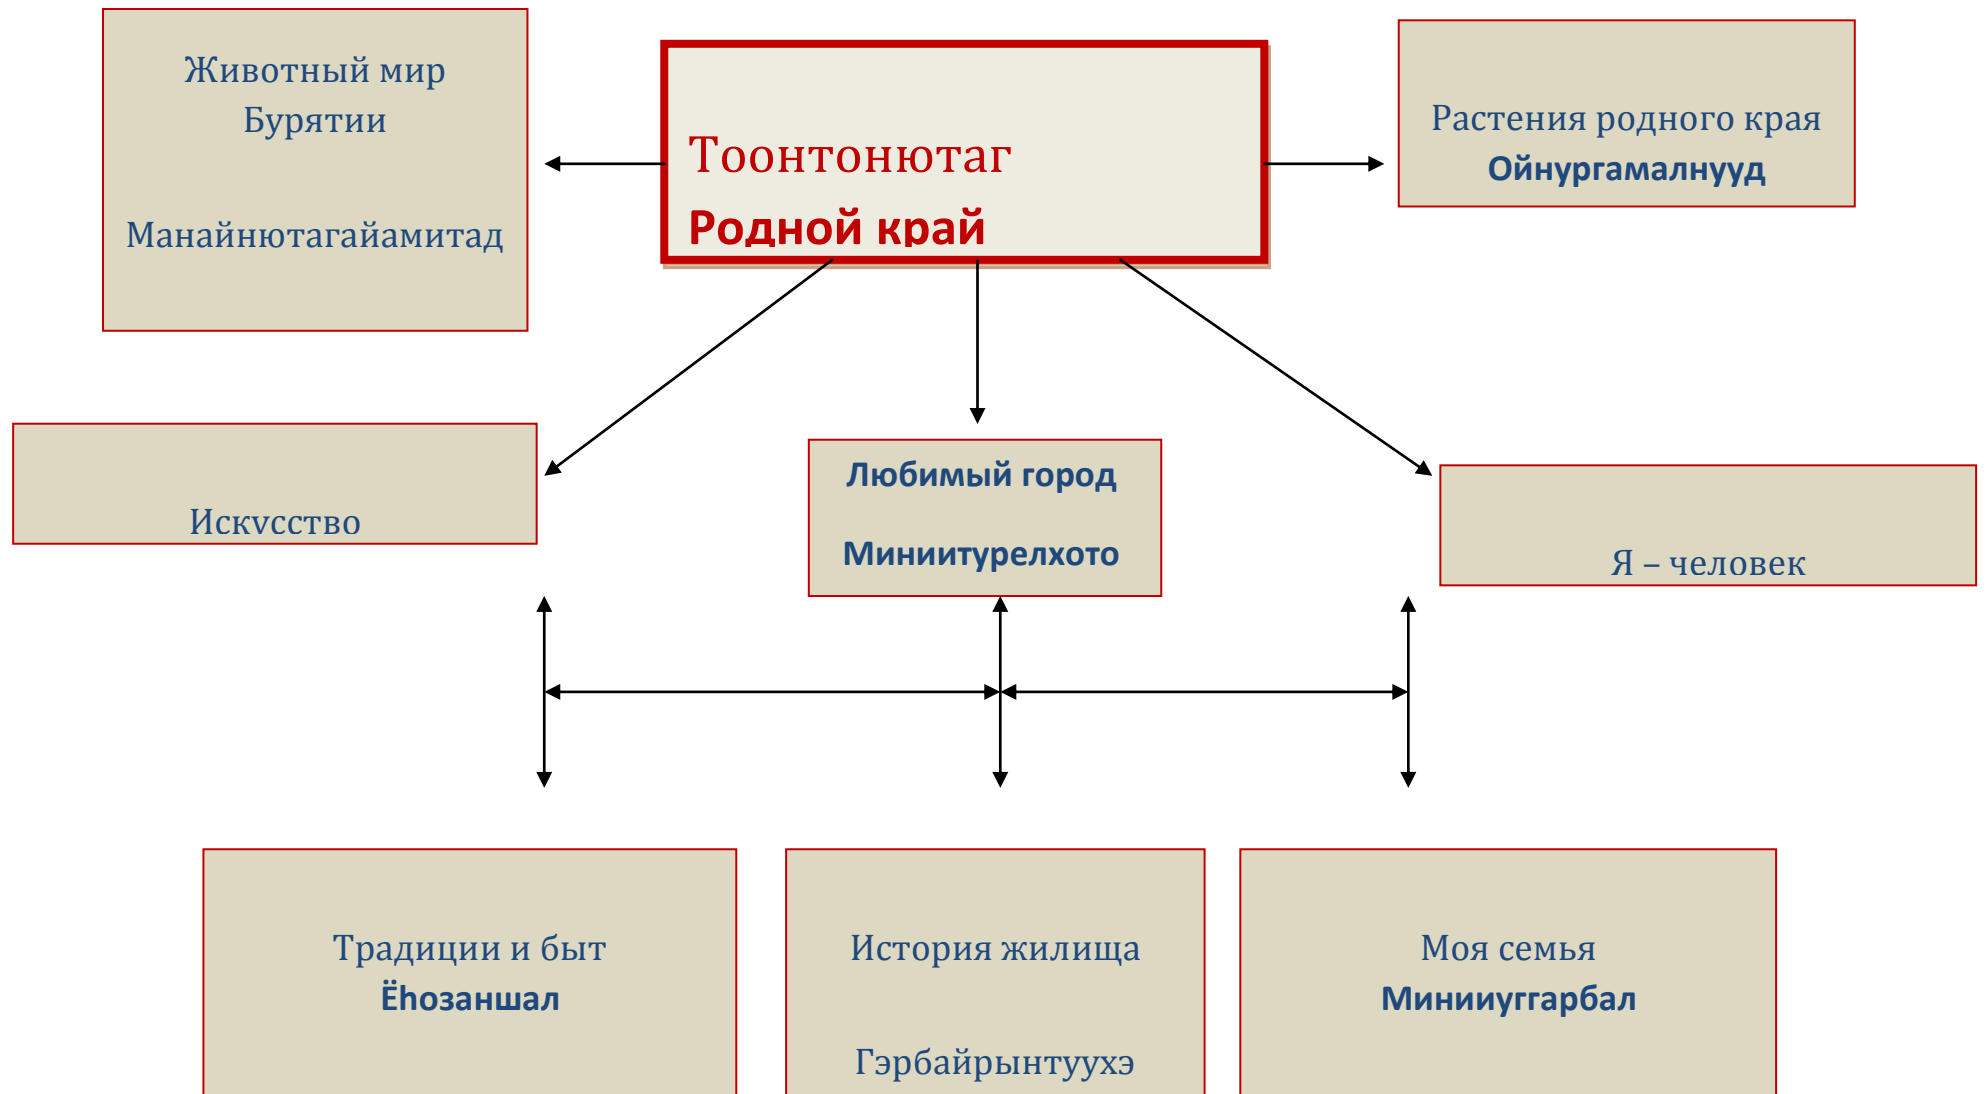 Животный мир
Бурятии
Манайнютагайамитад
Тоонтонютаг
Родной край
Растения родного края
Ойнургамалнууд
Искусство
Любимый город
Миниитурелхото
Я – человек
Традиции и быт
Ёһозаншал
История жилища
Гэрбайрынтуухэ
Моя семья
Минииуггарбал